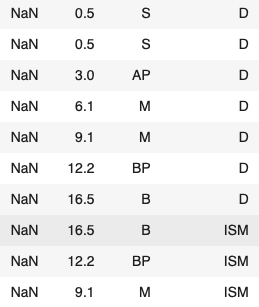 NaN 0.5 S D
NaN 0.5 S D
NaN 3.0 AP D
NaN 6.1 M D
NaN 9.1 M D
NaN 12.2 BP D
NaN 16.5 B D
NaN 16.5 B ISM
NaN 12.2 BP ISM
NaN 9.1 M ISM